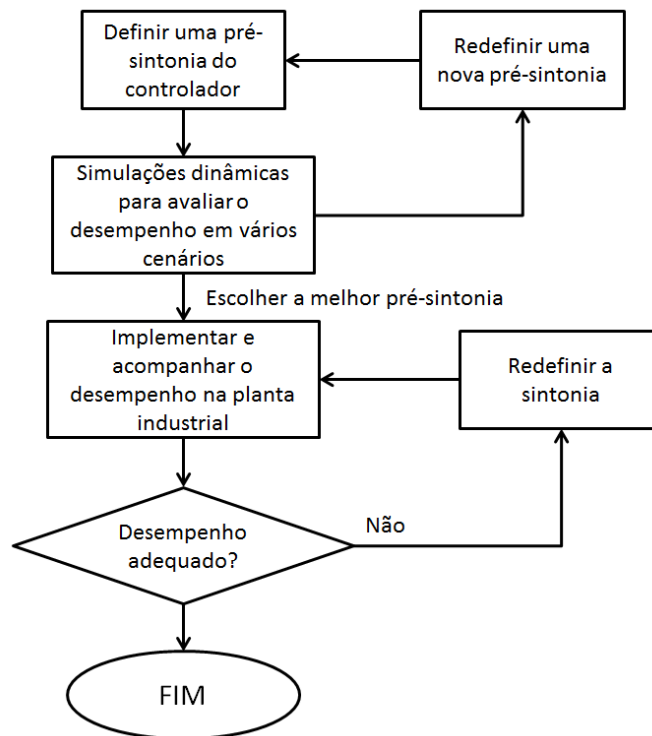 Definir uma pré-
sintonia do
controlador
Redefinir uma
nova pré-sintonia
Simulações dinâmicas
para avaliar o
desempenho em vários
cenários
Escolher a melhor pré-sintonia
Implementar e
acompanhar o
desempenho na planta
industrial
Redefinir a
sintonia
Desempenho
adequado?
Não
FIM